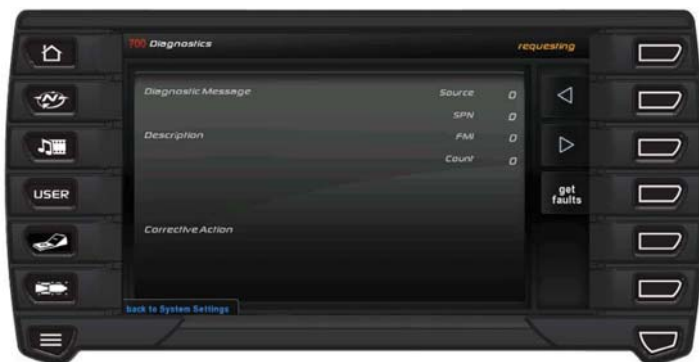 700 Diagnostics
requesting
Diagnostic Message
Source 0
SPN 0
Description
FMI 0
Count 0
USER
get
faults
Corrective Action
back to System Settings